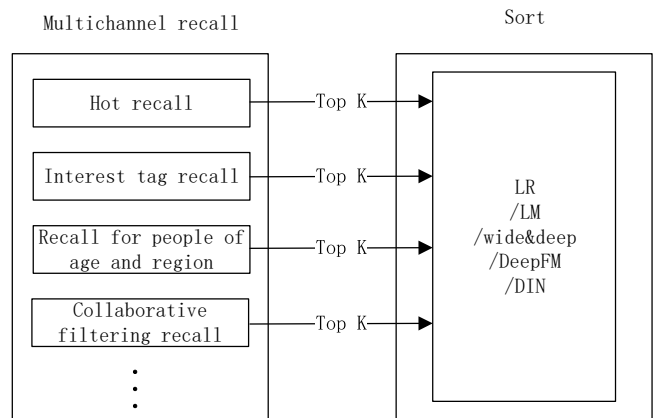 Multichannel recall
Sort
Hot recall
Top K
Interest tag recall
Top K
Recall for people of
age and region
Top K
Collaborative
filtering recall
Top K
LR
/LM
/wide&deep
/DeepFM
/DIN